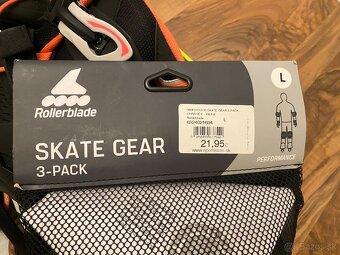 Rollerblade
SKATE GEAR
3-PACK
L
L
21,95€
PERFORMANCE